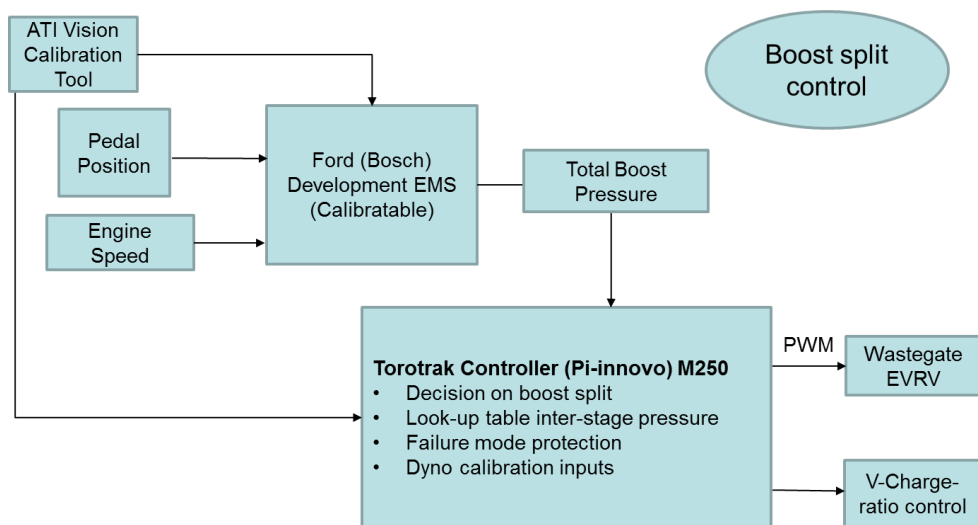 ATI Vision
Calibration
Tool
Boost split
control
Pedal
Position
Ford (Bosch)
Development EMS
(Calibratable)
Total Boost
Pressure
Engine
Speed
Torotrak Controller (Pi-innovo) M250
• Decision on boost split
• Look-up table inter-stage pressure
• Failure mode protection
• Dyno calibration inputs
PWM
Wastegate
EVRV
V-Charge-
ratio control